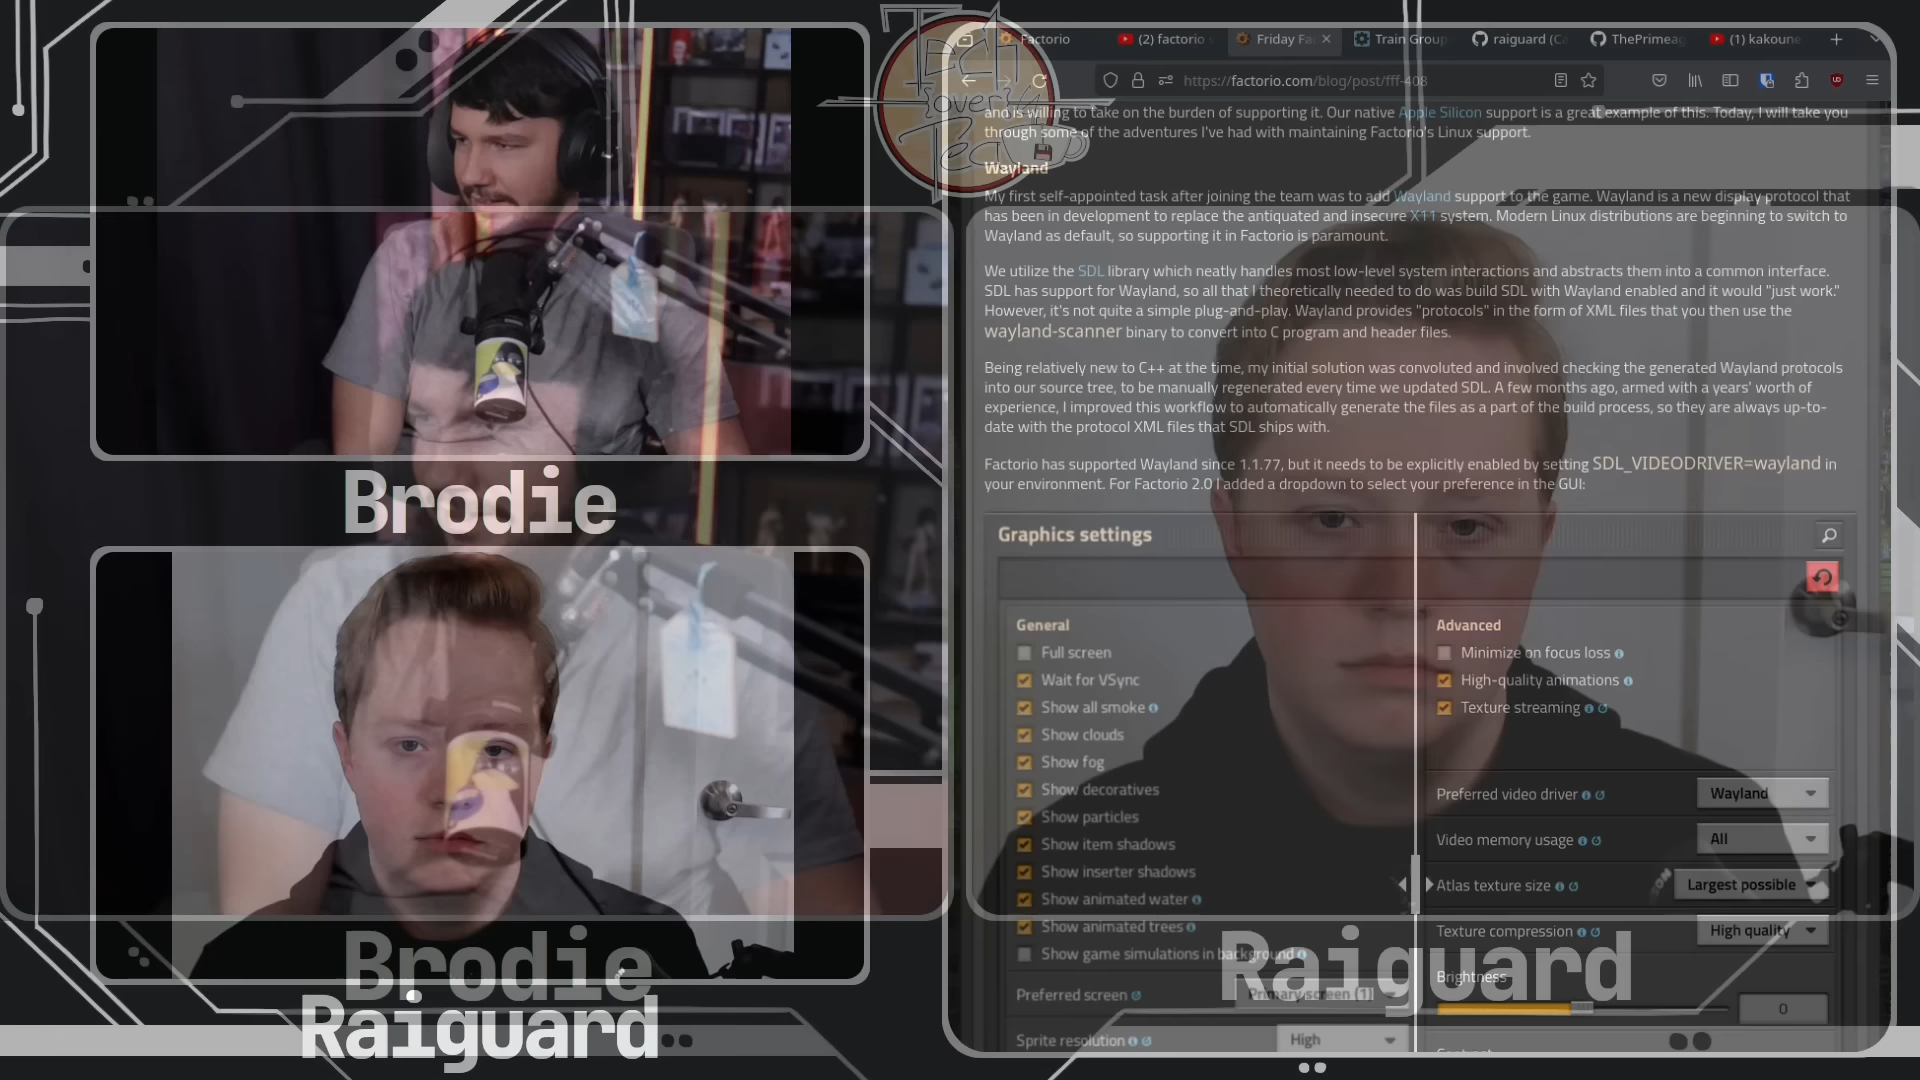 TECH
{over}
Tea
Factorio
(2) factorio
Friday Fa
Train Group
raiguard (Ca
ThePrimeag
(1) kakoune
https://factorio.com/blog/post/fff-408
and is willing to take on the burden of supporting it. Our native Apple Silicon support is a great example of this. Today, I will take you
through some of the adventures I've had with maintaining Factorio's Linux support.
Wayland
My first self-appointed task after joining the team was to add Wayland support to the game. Wayland is a new display protocol that
has been in development to replace the antiquated and insecure X11 system. Modern Linux distributions are beginning to switch to
Wayland as default, so supporting it in Factorio is paramount.
We utilize the SDL library which neatly handles most low-level system interactions and abstracts them into a common interface.
SDL has support for Wayland, so all that I theoretically needed to do was build SDL with Wayland enabled and it would "just work."
However, it's not quite a simple plug-and-play. Wayland provides "protocols" in the form of XML files that you then use the
wayland-scanner binary to convert into C program and header files.
Being relatively new to C++ at the time, my initial solution was convoluted and involved checking the generated Wayland protocols
into our source tree, to be manually regenerated every time we updated SDL. A few months ago, armed with a years' worth of
experience, I improved this workflow to automatically generate the files as a part of the build process, so they are always up-to-
date with the protocol XML files that SDL ships with.
Factorio has supported Wayland since 1.1.77, but it needs to be explicitly enabled by setting SDL_VIDEODRIVER=wayland in
your environment. For Factorio 2.0 I added a dropdown to select your preference in the GUI:
Graphics settings
General
Full screen
Wait for VSync
Show all smoke
Show clouds
Show fog
Show decoratives
Show particles
Show item shadows
Show inserter shadows
Show animated water
Show animated trees
Show game simulations in background
Preferred screen Primary screen (1)
Sprite resolution High
Advanced
Minimize on focus loss
High-quality animations
Texture streaming
Preferred video driver Wayland
Video memory usage All
Atlas texture size Largest possible
Texture compression High quality
Brightness
0
Brodie
Brodie
Raiguard
Raiguard